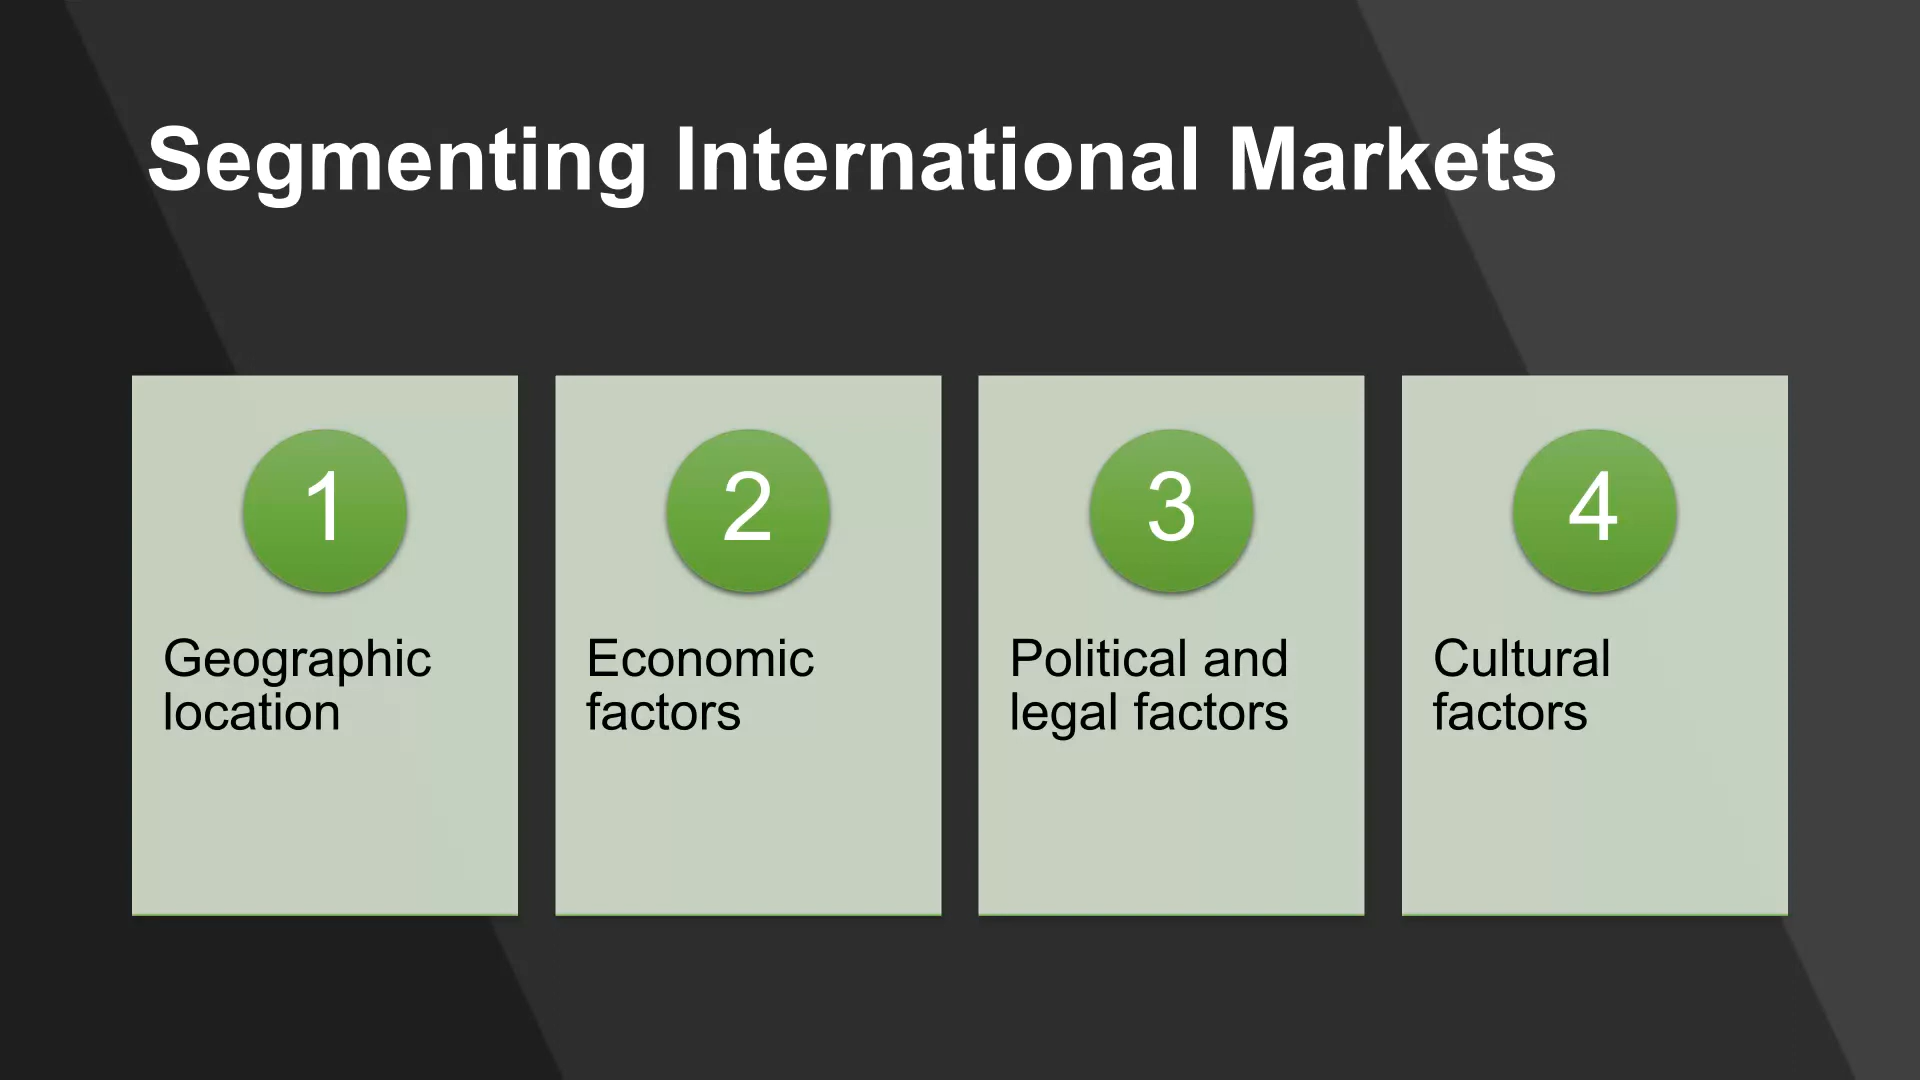 Segmenting International Markets
1
Geographic
location
2
Economic
factors
3
Political and
legal factors
4
Cultural
factors